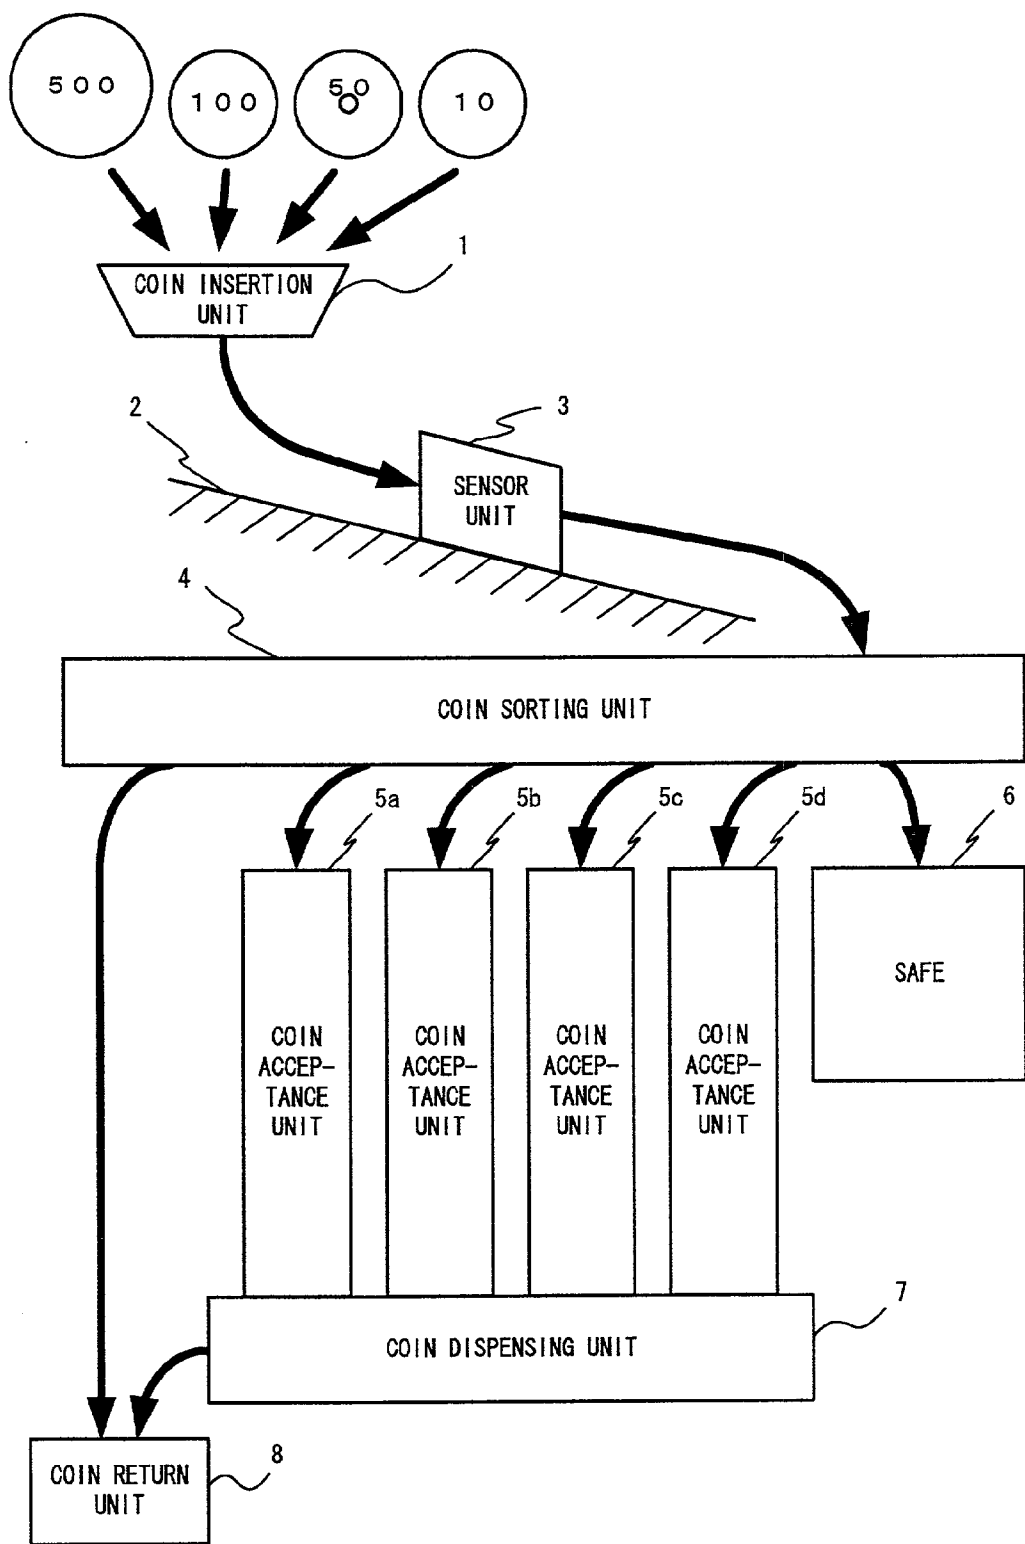 500
100
50
10
1
COIN INSERTION
UNIT
2
3
SENSOR
UNIT
4
COIN SORTING UNIT
5a
5b
5c
5d
6
COIN
ACCEP-
TANCE
UNIT
COIN
ACCEP-
TANCE
UNIT
COIN
ACCEP-
TANCE
UNIT
COIN
ACCEP-
TANCE
UNIT
SAFE
7
COIN DISPENSING UNIT
8
COIN RETURN
UNIT